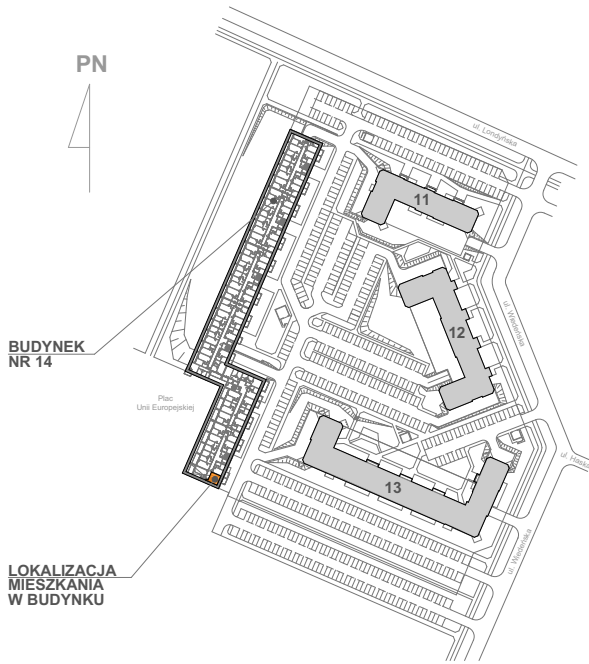 PN
ul. Londyńska
11
ul. Wiedeńska
12
BUDYNEK
NR 14
Plac
Unii Europejskiej
ul. Haska
13
ul. Wiedeńska
LOKALIZACJA
MIESZKANIA
W BUDYNKU